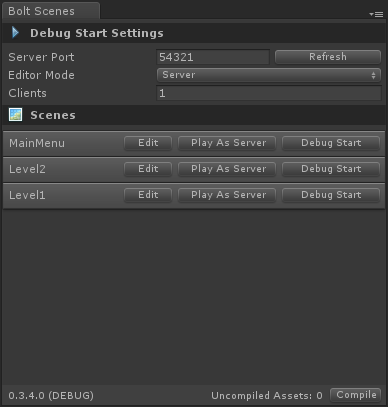 Bolt Scenes
Debug Start Settings
Server Port 54321 Refresh
Editor Mode Server
Clients 1
Scenes
MainMenu Edit Play As Server Debug Start
Level2 Edit Play As Server Debug Start
Level1 Edit Play As Server Debug Start
0.3.4.0 (DEBUG) Uncompiled Assets: 0 Compile